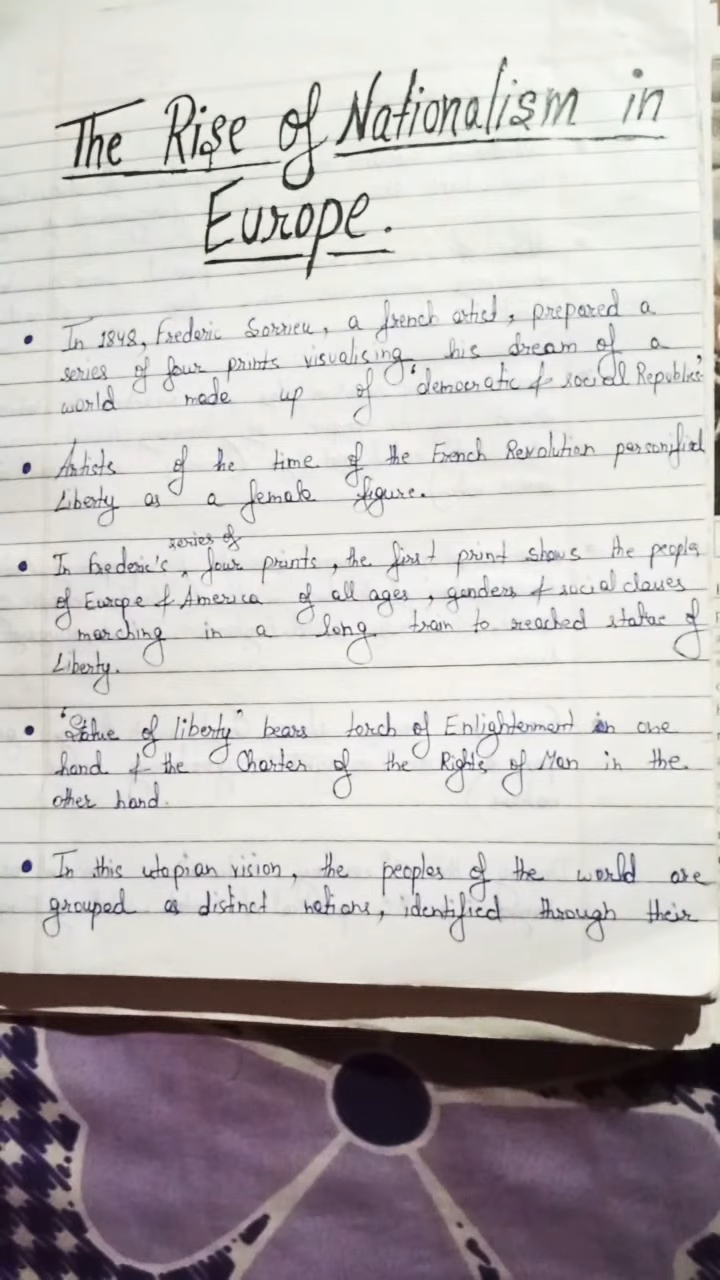 The Rise of Nationalism in
Europe.
• In 1848, Frederic Sorrieu, a french artist, prepared a
series of four prints visualising his dream of a
world made up of 'democratic & social Republics'
• Artists of he time of the French Revolution personified
Liberty as a female figure.
series of
• In Frederic's ^ four prints, the first print shows the peoples
of Europe & America of all ages, genders & social classes
marching in a long train to reached statue of
Liberty.
• "Statue of liberty" bears torch of Enlightenment in one
hand & the Charter of the Rights of Man in the
other hand.
• In this utopian vision, the peoples of the world are
grouped as distinct nations, identified through their